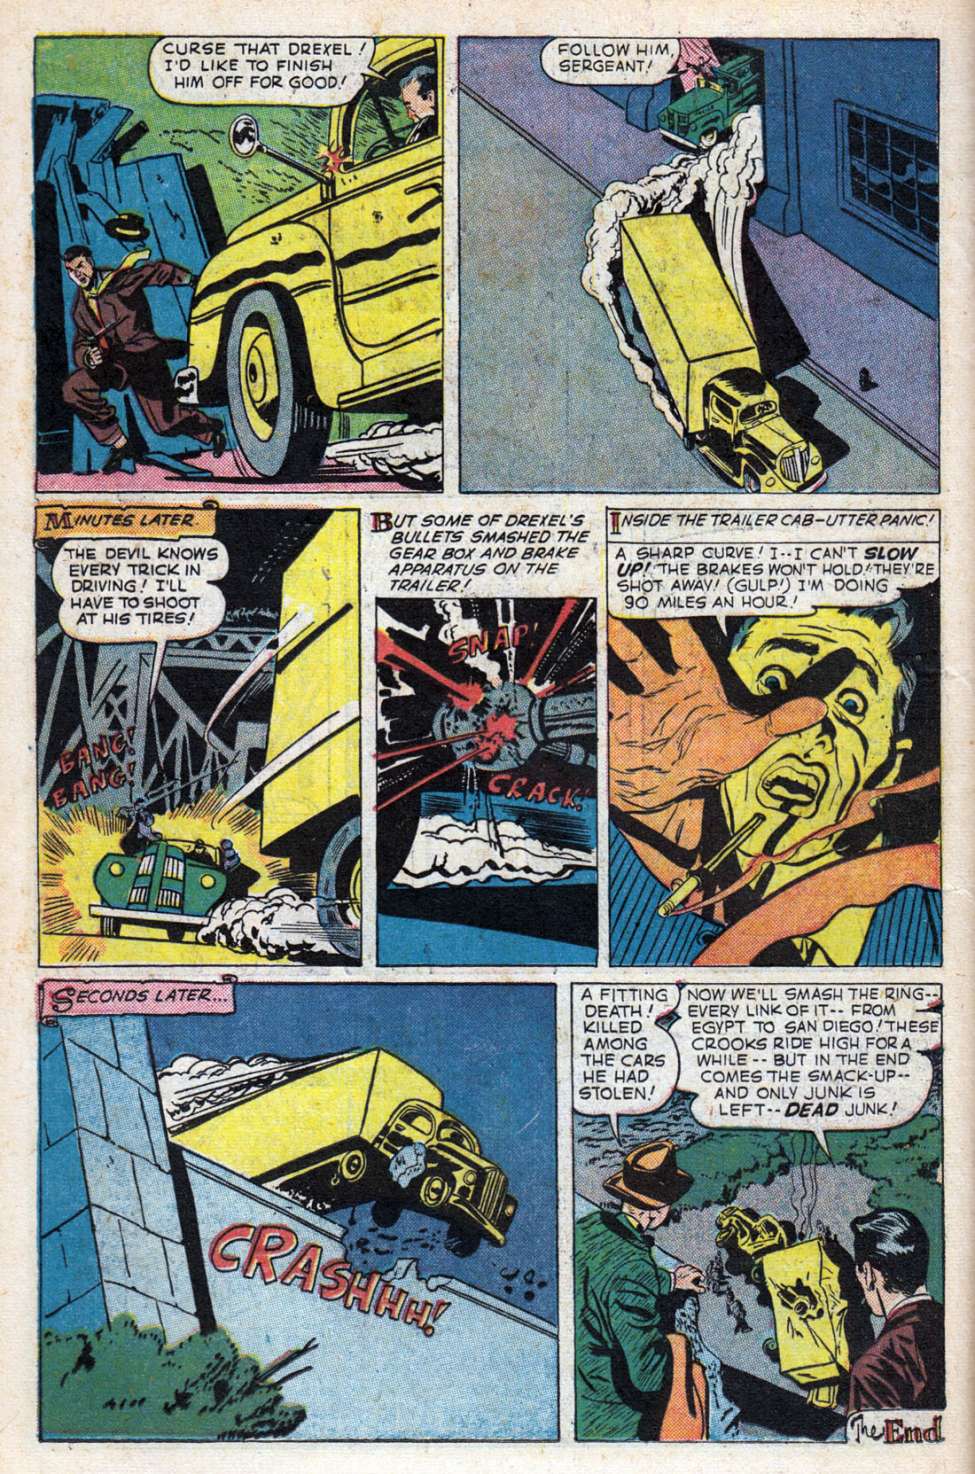 CURSE THAT DREXEL!
I'D LIKE TO FINISH
HIM OFF FOR GOOD!
FOLLOW HIM,
SERGEANT!
MINUTES LATER
THE DEVIL KNOWS
EVERY TRICK IN
DRIVING! I'LL
HAVE TO SHOOT
AT HIS TIRES!
BANG!
BANG!
BUT SOME OF DREXEL'S
BULLETS SMASHED THE
GEAR BOX AND BRAKE
APPARATUS ON THE
TRAILER!
SNAP!
CRACK!
INSIDE THE TRAILER CAB--UTTER PANIC!
A SHARP CURVE! I--I CAN'T SLOW
UP! THE BRAKES WON'T HOLD! THEY'RE
SHOT AWAY! (GULP!) I'M DOING
90 MILES AN HOUR!
SECONDS LATER...
CRASHHH!
A FITTING
DEATH!
KILLED
AMONG
THE CARS
HE HAD
STOLEN!
NOW WE'LL SMASH THE RING--
EVERY LINK OF IT-- FROM
EGYPT TO SAN DIEGO! THESE
CROOKS RIDE HIGH FOR A
WHILE-- BUT IN THE END
COMES THE SMACK-UP--
AND ONLY JUNK IS
LEFT-- DEAD JUNK!
The End